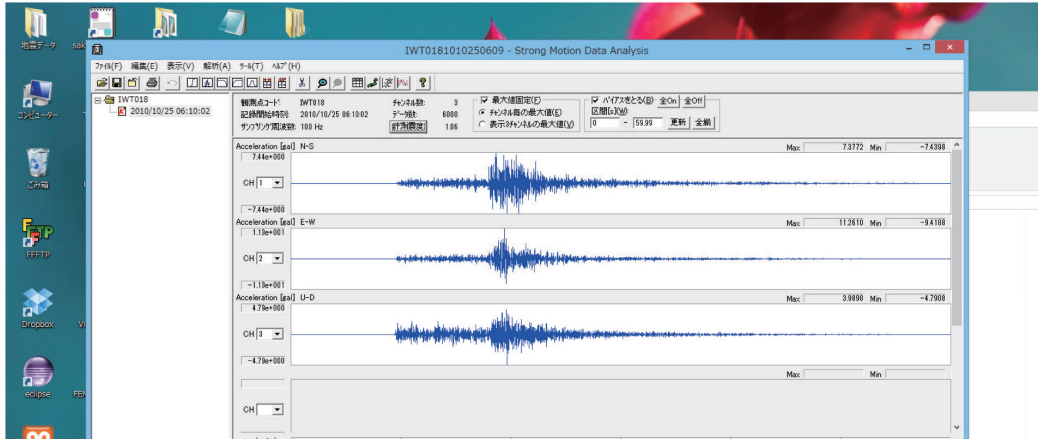 地震データ
sak
コンピューター
ごみ箱
FFFTP
Dropbox
Vi
eclipse
FEM
IWT0181010250609 - Strong Motion Data Analysis
ファイル(F) 編集(E) 表示(V) 解析(A) ツール(T) ヘルプ(H)
IWT018
2010/10/25 06:10:02
観測点コード: IWT018 チャンネル数: 3
記録開始時刻: 2010/10/25 06:10:02 データ数: 6000
サンプリング周波数: 100 Hz 計測震度: 1.06
最大値固定(F)
チャンネル毎の最大値(E)
表示3チャンネルの最大値(V)
バイアスをとる(B) 全On 全Off
区間[s](W)
0 - 59.99 更新 全幅
Acceleration [gal] N-S Max 7.3772 Min -7.4398
7.44e+000
CH 1
-7.44e+000
Acceleration [gal] E-W Max 11.2610 Min -9.4188
1.13e+001
CH 2
-1.13e+001
Acceleration [gal] U-D Max 3.9898 Min -4.7908
4.79e+000
CH 3
-4.79e+000
Max Min
CH